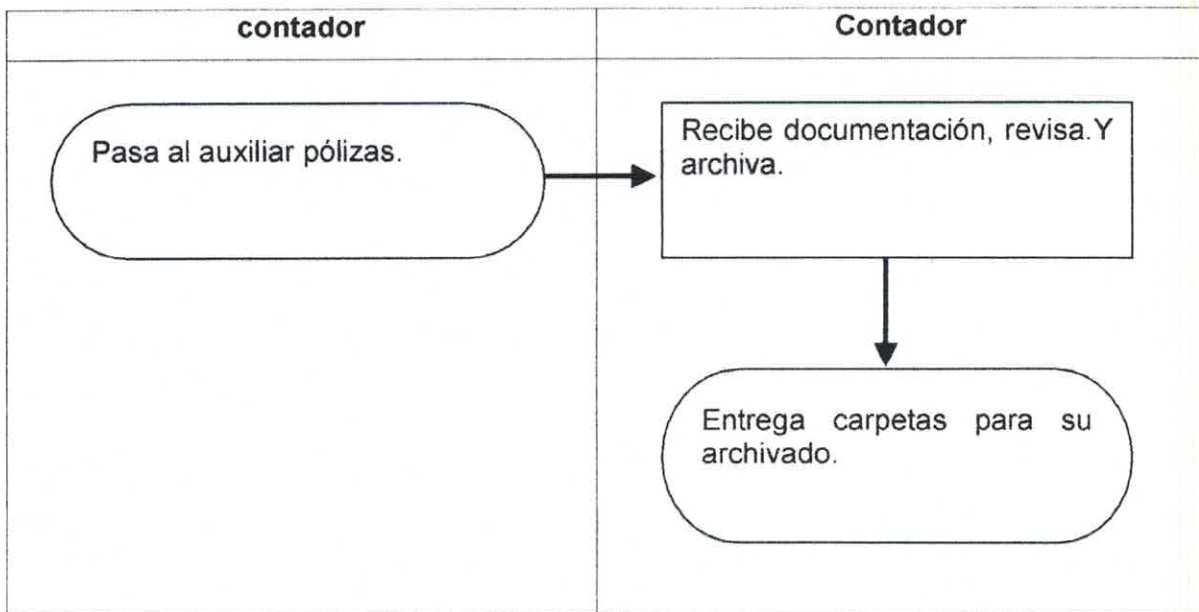 contador
Contador
Pasa al auxiliar pólizas.
Recibe documentación, revisa.Y
archiva.
Entrega carpetas para su
archivado.